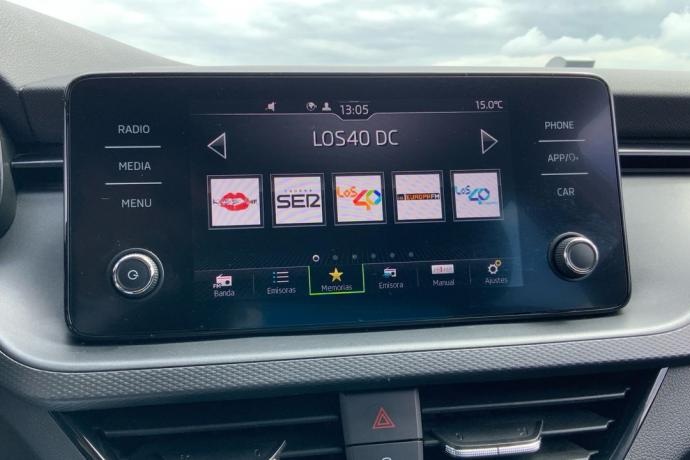 RADIO
MEDIA
MENU
13:05
15.0°C
LOS40 DC
SER
LOS 40
EUROPA FM
LOS 40
FM
Banda
Emisoras
Memorias
Emisora
Manual
Ajustes
PHONE
APP/
CAR